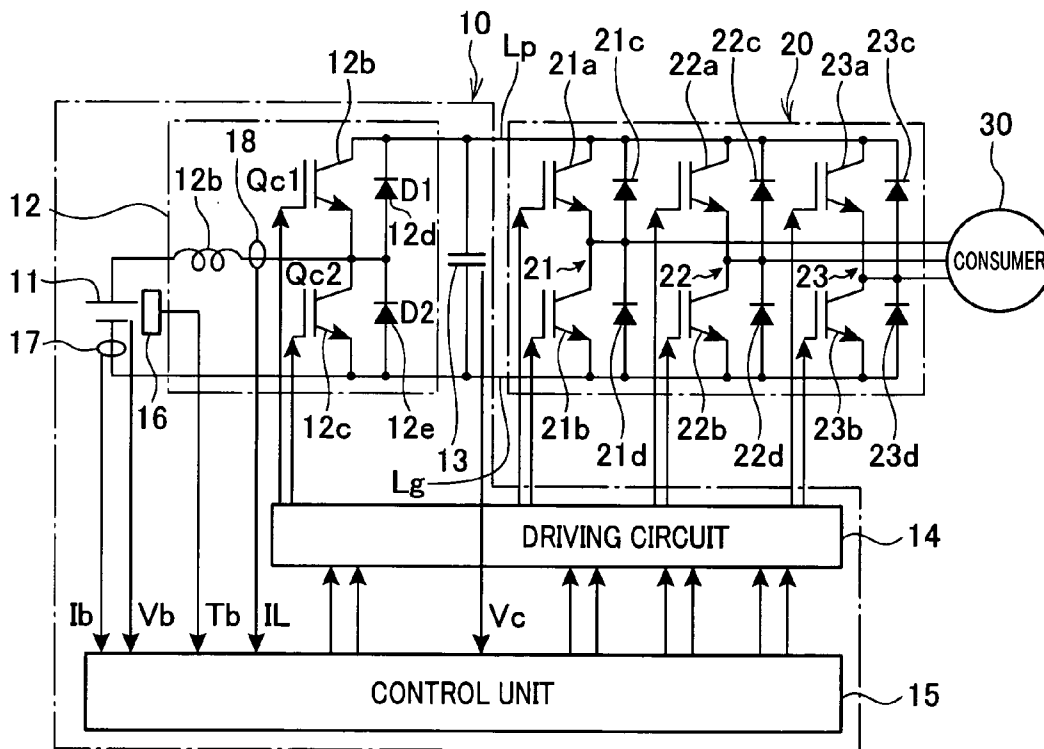 10
Lp
21c
22c
23c
12b
21a
22a
20
23a
30
18
12b
Qc1
D1
12
12d
CONSUMER
11
Qc2
21
22
23
17
D2
16
12c
12e
13
21b
21d
22b
22d
23b
23d
Lg
DRIVING CIRCUIT
14
Ib
Vb
Tb
IL
Vc
CONTROL UNIT
15